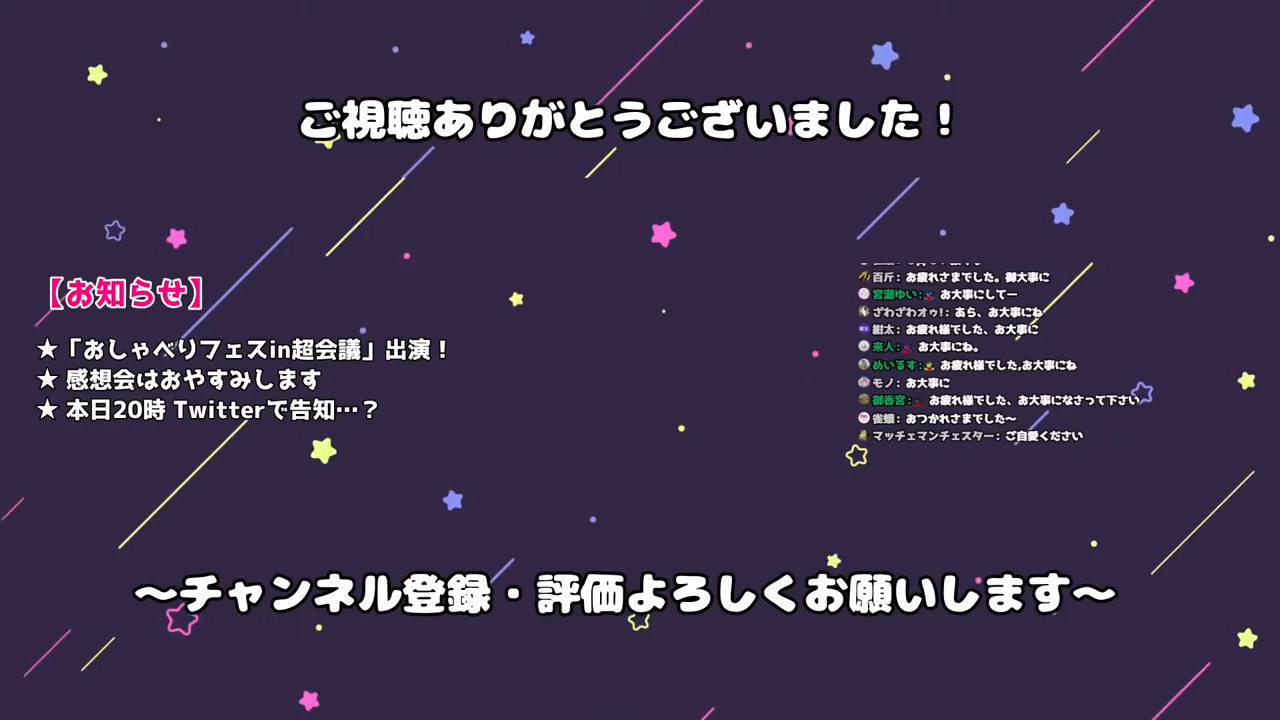 ご視聴ありがとうございました！
【お知らせ】
★「おしゃべりフェスin超会議」出演！
★ 感想会はおやすみします
★ 本日20時 Twitterで告知…？
百斤: お疲れさまでした。御大事に
宮瀬ゆい: お大事にしてー
ざわざわオゥ!: あら、お大事にね
紺太: お疲れ様でした、お大事に
来人: お大事にね。
めいるす: お疲れ様でした,お大事にね
モノ: お大事に
御香宮: お疲れ様でした、お大事になさって下さい
雀蛾: おつかれさまでした〜
マッチェマンチェスター: ご自愛ください
〜チャンネル登録・評価よろしくお願いします〜